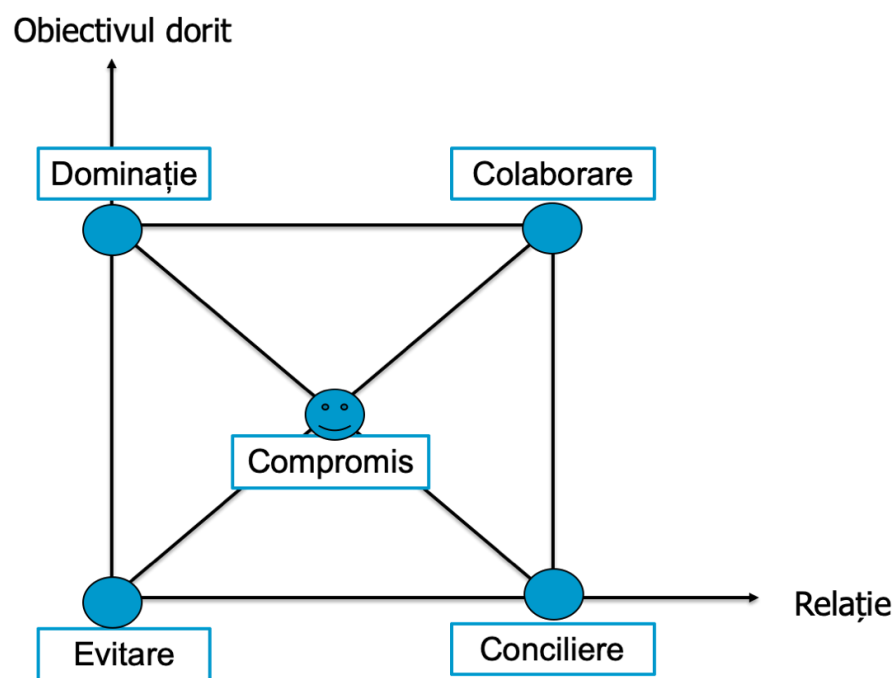 Obiectivul dorit
Dominație
Colaborare
Compromis
Relație
Evitare
Conciliere